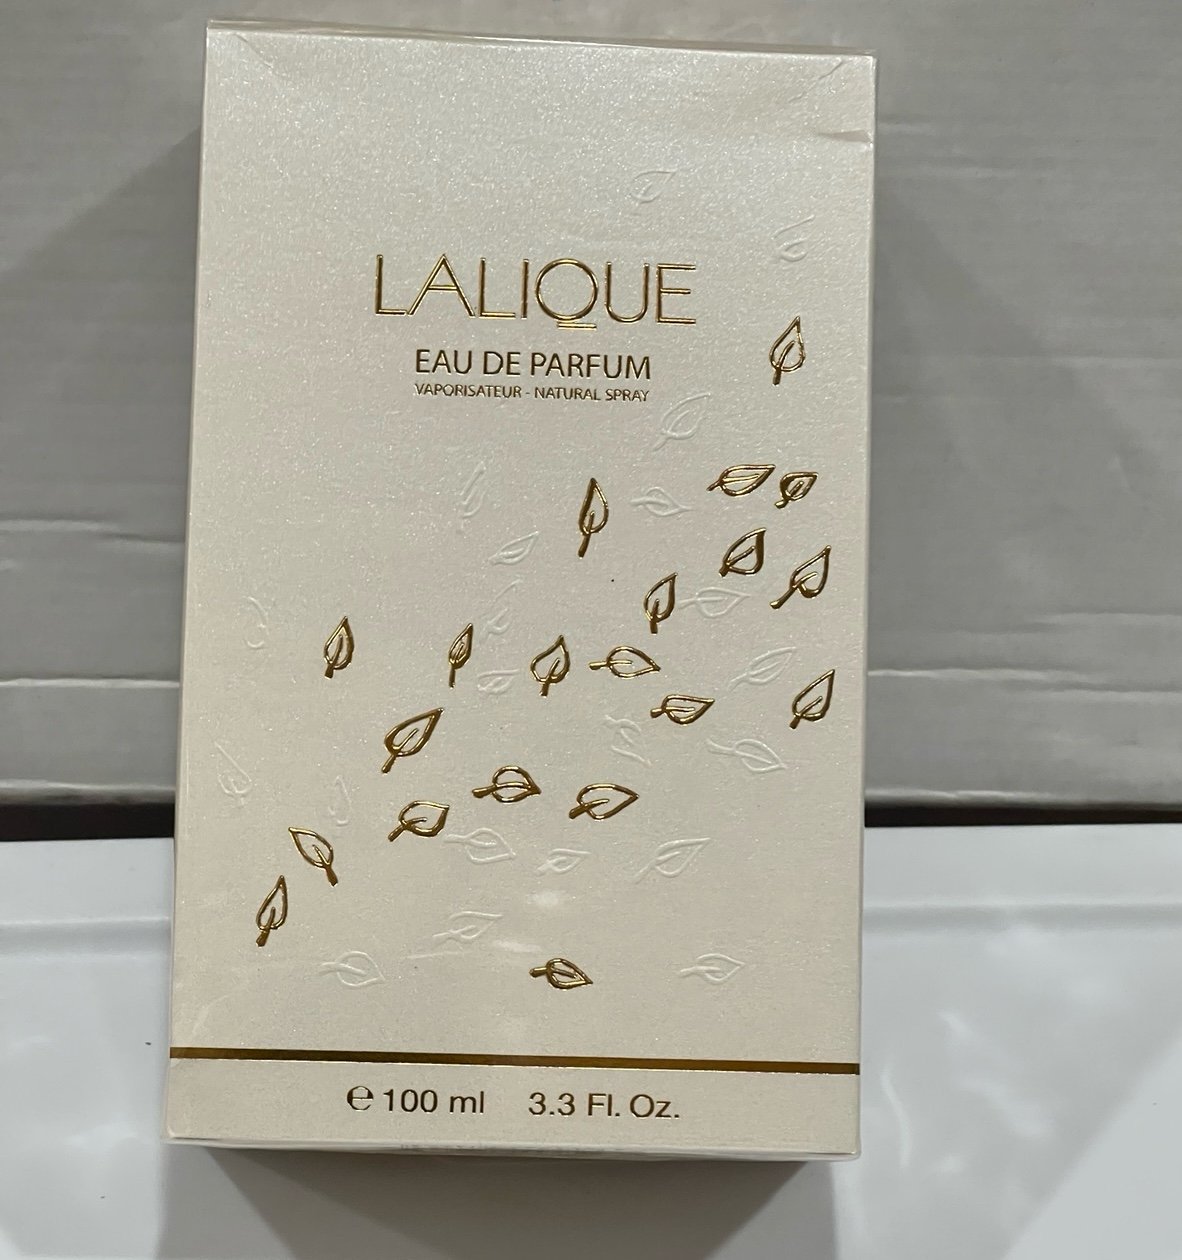 LALIQUE
EAU DE PARFUM
VAPORISATEUR - NATURAL SPRAY
℮ 100 ml 3.3 Fl. Oz.